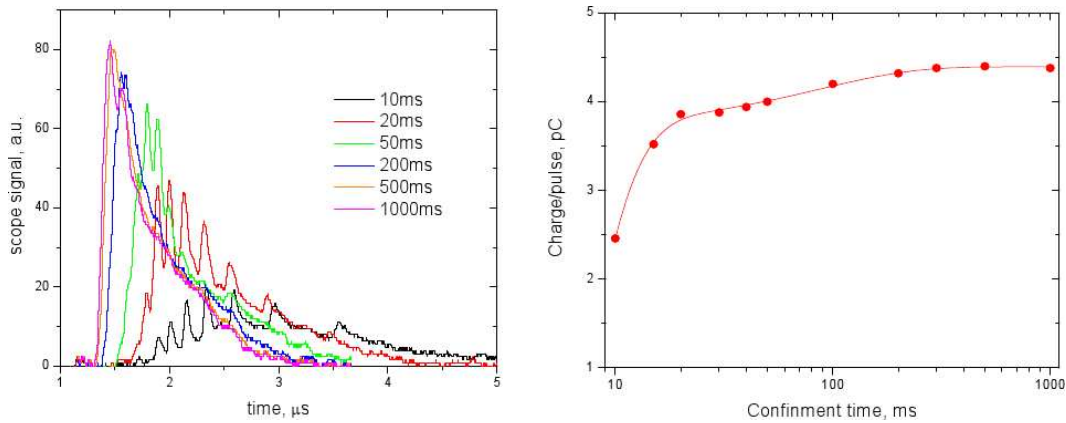 scope signal, a.u.
80
60
40
20
0
10ms
20ms
50ms
200ms
500ms
1000ms
1 2 3 4 5
time, μs
Charge/pulse, pC
5
4
3
2
1
10 100 1000
Confinment time, ms